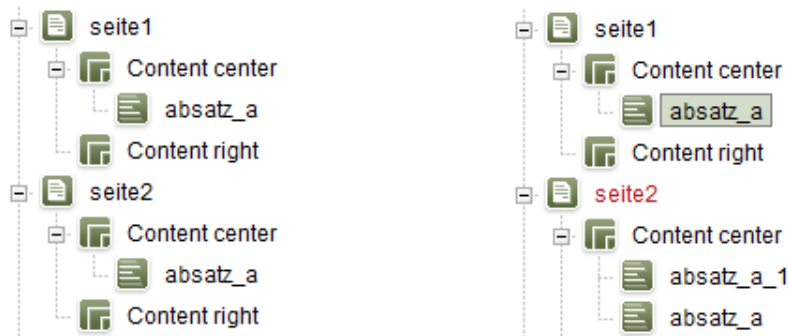 seite1
Content center
absatz_a
Content right
seite2
Content center
absatz_a
Content right
seite1
Content center
absatz_a
Content right
seite2
Content center
absatz_a_1
absatz_a